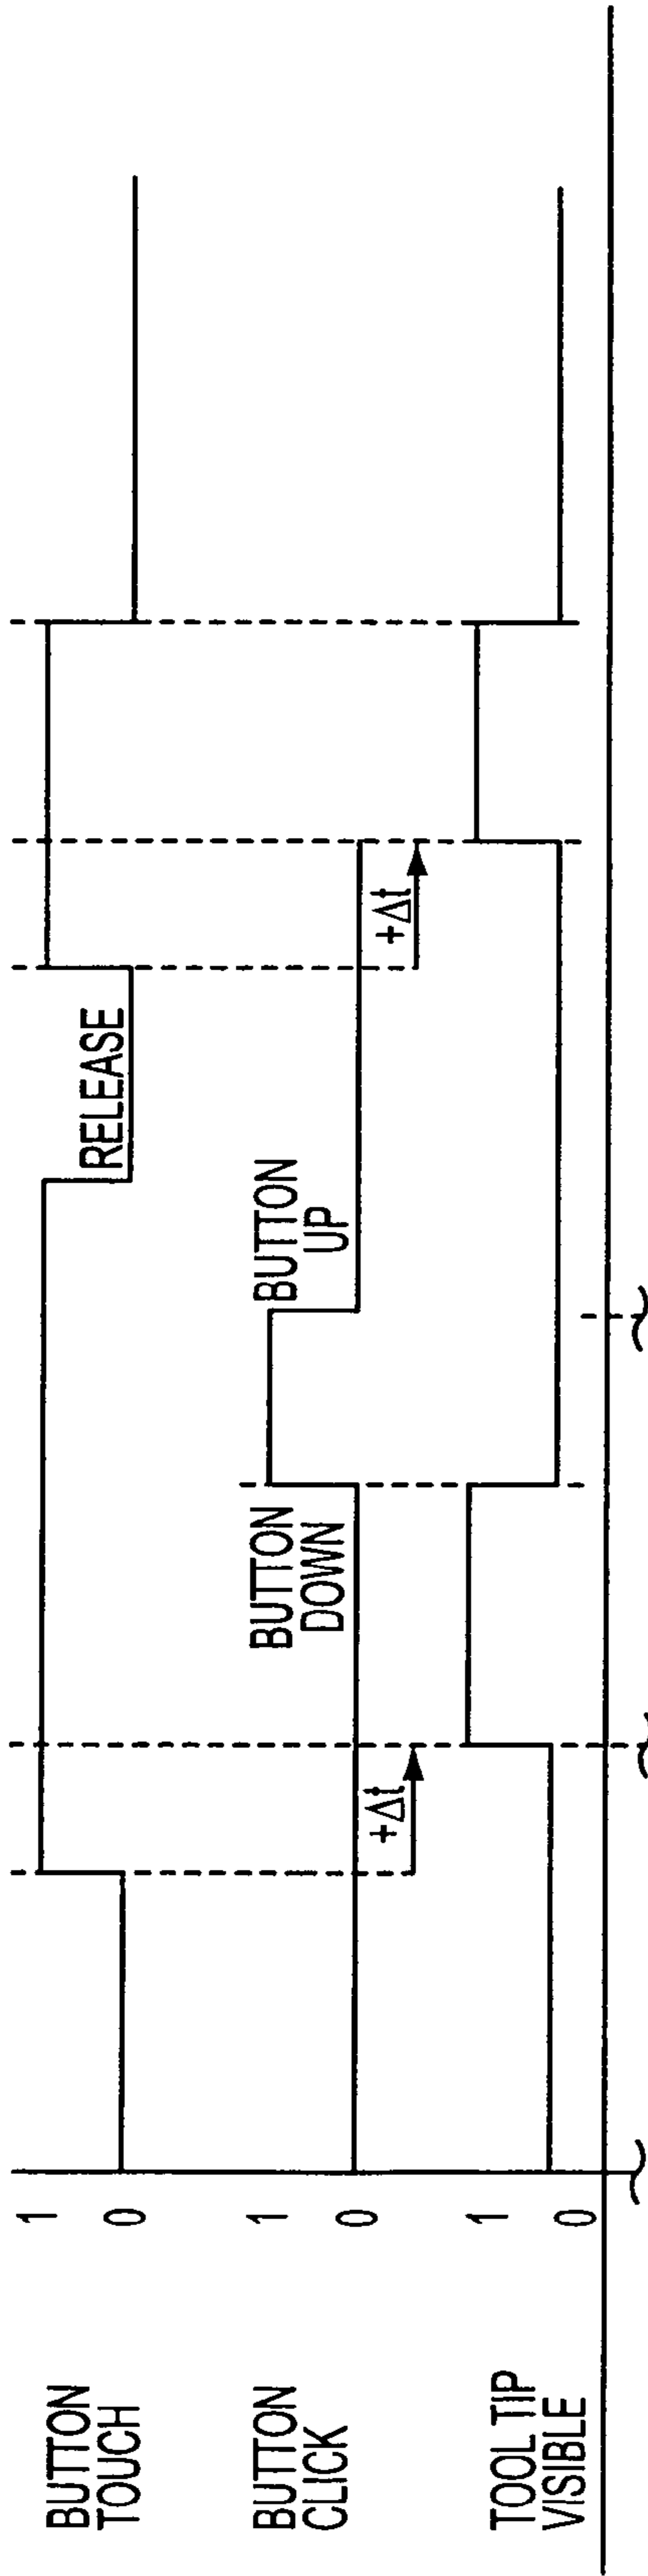 BUTTON
TOUCH
1
0
RELEASE
BUTTON
CLICK
1
0
BUTTON
DOWN
BUTTON
UP
+Δt
+Δt
TOOL TIP
VISIBLE
1
0